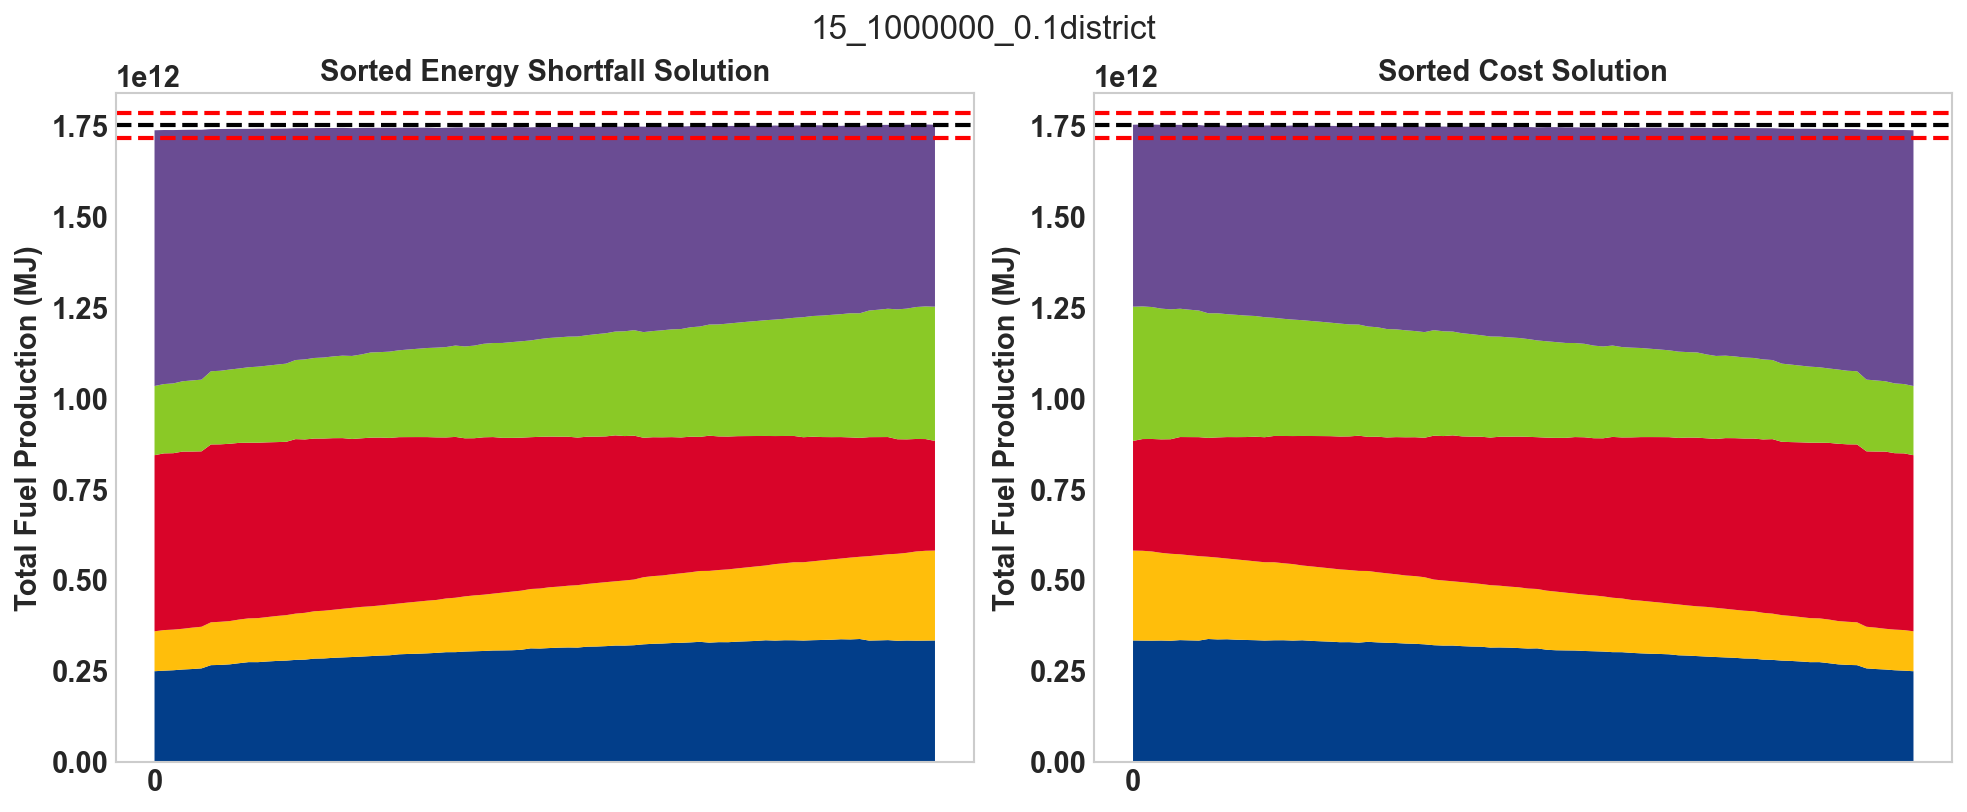 15_1000000_0.1district
Sorted Energy Shortfall Solution
1e12
Total Fuel Production (MJ)
1.75
1.50
1.25
1.00
0.75
0.50
0.25
0.00
0
Sorted Cost Solution
1e12
Total Fuel Production (MJ)
1.75
1.50
1.25
1.00
0.75
0.50
0.25
0.00
0